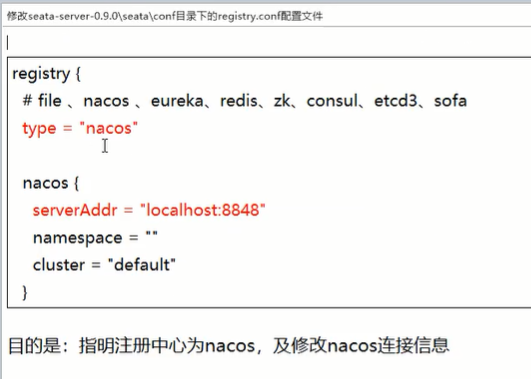 修改seata-server-0.9.0\seata\conf目录下的registry.conf配置文件
registry {
# file 、nacos 、eureka、redis、zk、consul、etcd3、sofa
type = "nacos"
nacos {
serverAddr = "localhost:8848"
namespace = ""
cluster = "default"
}
目的是：指明注册中心为nacos，及修改nacos连接信息